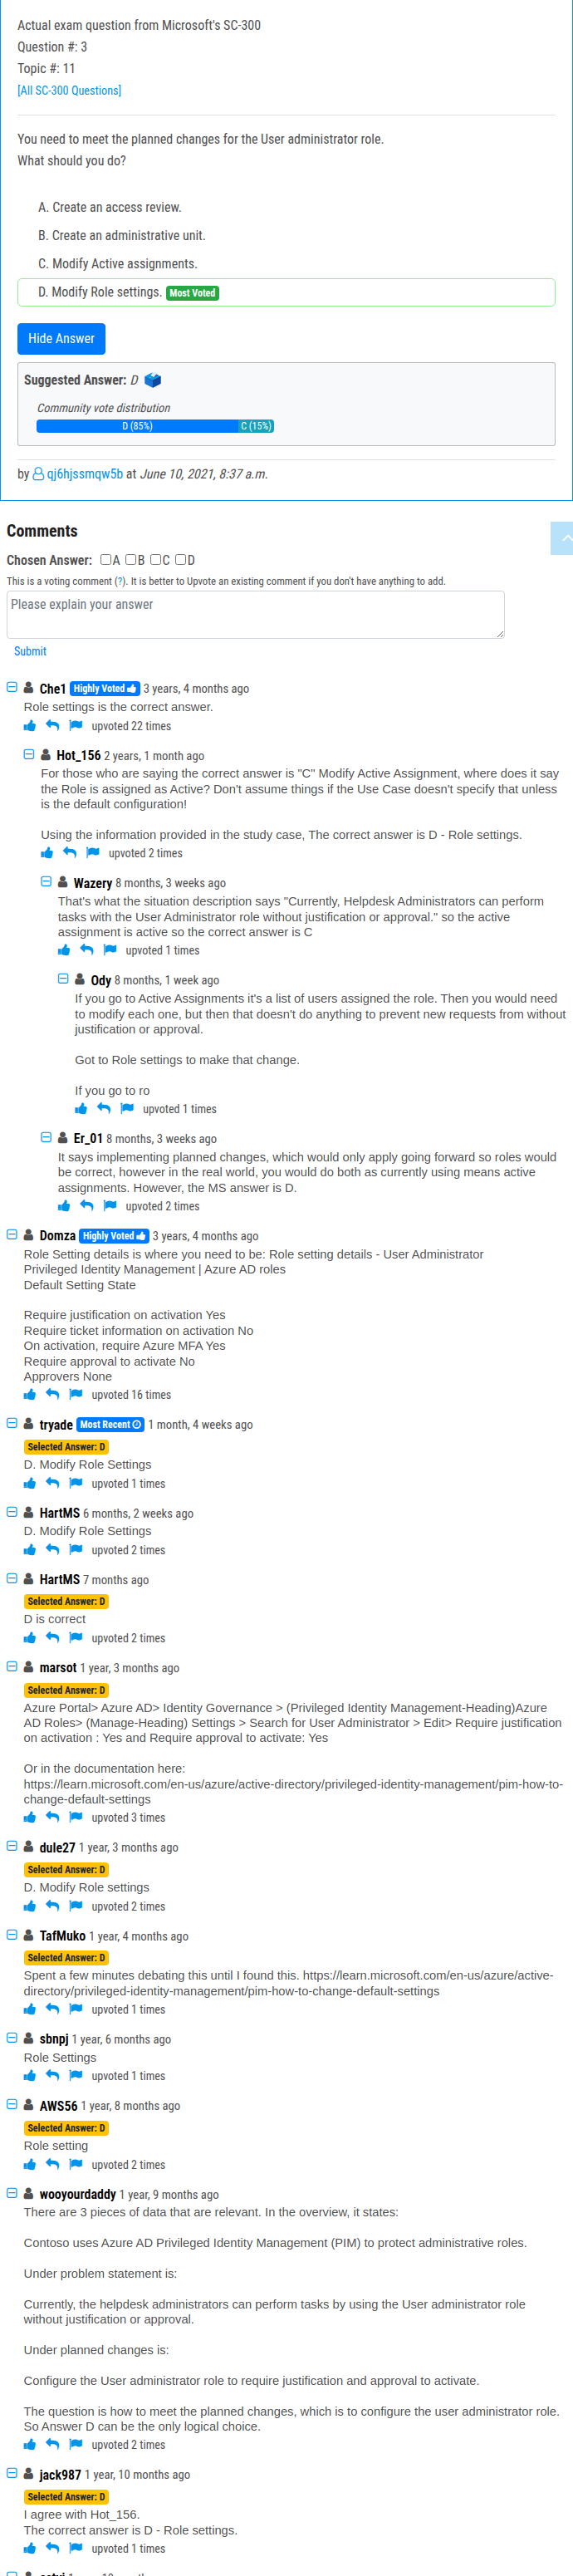 Actual exam question from Microsoft's SC-300
Question #: 3
Topic #: 11
[All SC-300 Questions]
You need to meet the planned changes for the User administrator role.
What should you do?
A. Create an access review.
B. Create an administrative unit.
C. Modify Active assignments.
D. Modify Role settings. Most Voted
Hide Answer
Suggested Answer: D
Community vote distribution
D (85%) C (15%)
by qj6hjssmqw5b at June 10, 2021, 8:37 a.m.
Comments
Chosen Answer: A B C D
This is a voting comment (?). It is better to Upvote an existing comment if you don't have anything to add.
Please explain your answer
Submit
Che1 Highly Voted 3 years, 4 months ago
Role settings is the correct answer.
upvoted 22 times
Hot_156 2 years, 1 month ago
For those who are saying the correct answer is "C" Modify Active Assignment, where does it say
the Role is assigned as Active? Don't assume things if the Use Case doesn't specify that unless
is the default configuration!
Using the information provided in the study case, The correct answer is D - Role settings.
upvoted 2 times
Wazery 8 months, 3 weeks ago
That's what the situation description says "Currently, Helpdesk Administrators can perform
tasks with the User Administrator role without justification or approval." so the active
assignment is active so the correct answer is C
upvoted 1 times
Ody 8 months, 1 week ago
If you go to Active Assignments it's a list of users assigned the role. Then you would need
to modify each one, but then that doesn't do anything to prevent new requests from without
justification or approval.
Got to Role settings to make that change.
If you go to ro
upvoted 1 times
Er_01 8 months, 3 weeks ago
It says implementing planned changes, which would only apply going forward so roles would
be correct, however in the real world, you would do both as currently using means active
assignments. However, the MS answer is D.
upvoted 2 times
Domza Highly Voted 3 years, 4 months ago
Role Setting details is where you need to be: Role setting details - User Administrator
Privileged Identity Management | Azure AD roles
Default Setting State
Require justification on activation Yes
Require ticket information on activation No
On activation, require Azure MFA Yes
Require approval to activate No
Approvers None
upvoted 16 times
tryade Most Recent 1 month, 4 weeks ago
Selected Answer: D
D. Modify Role Settings
upvoted 1 times
HartMS 6 months, 2 weeks ago
D. Modify Role Settings
upvoted 2 times
HartMS 7 months ago
Selected Answer: D
D is correct
upvoted 2 times
marsot 1 year, 3 months ago
Selected Answer: D
Azure Portal> Azure AD> Identity Governance > (Privileged Identity Management-Heading)Azure
AD Roles> (Manage-Heading) Settings > Search for User Administrator > Edit> Require justification
on activation : Yes and Require approval to activate: Yes
Or in the documentation here:
https://learn.microsoft.com/en-us/azure/active-directory/privileged-identity-management/pim-how-to-
change-default-settings
upvoted 3 times
dule27 1 year, 3 months ago
Selected Answer: D
D. Modify Role settings
upvoted 2 times
TafMuko 1 year, 4 months ago
Selected Answer: D
Spent a few minutes debating this until I found this. https://learn.microsoft.com/en-us/azure/active-
directory/privileged-identity-management/pim-how-to-change-default-settings
upvoted 1 times
sbnpj 1 year, 6 months ago
Role Settings
upvoted 1 times
AWS56 1 year, 8 months ago
Selected Answer: D
Role setting
upvoted 2 times
wooyourdaddy 1 year, 9 months ago
There are 3 pieces of data that are relevant. In the overview, it states:
Contoso uses Azure AD Privileged Identity Management (PIM) to protect administrative roles.
Under problem statement is:
Currently, the helpdesk administrators can perform tasks by using the User administrator role
without justification or approval.
Under planned changes is:
Configure the User administrator role to require justification and approval to activate.
The question is how to meet the planned changes, which is to configure the user administrator role.
So Answer D can be the only logical choice.
upvoted 2 times
jack987 1 year, 10 months ago
Selected Answer: D
I agree with Hot_156.
The correct answer is D - Role settings.
upvoted 1 times